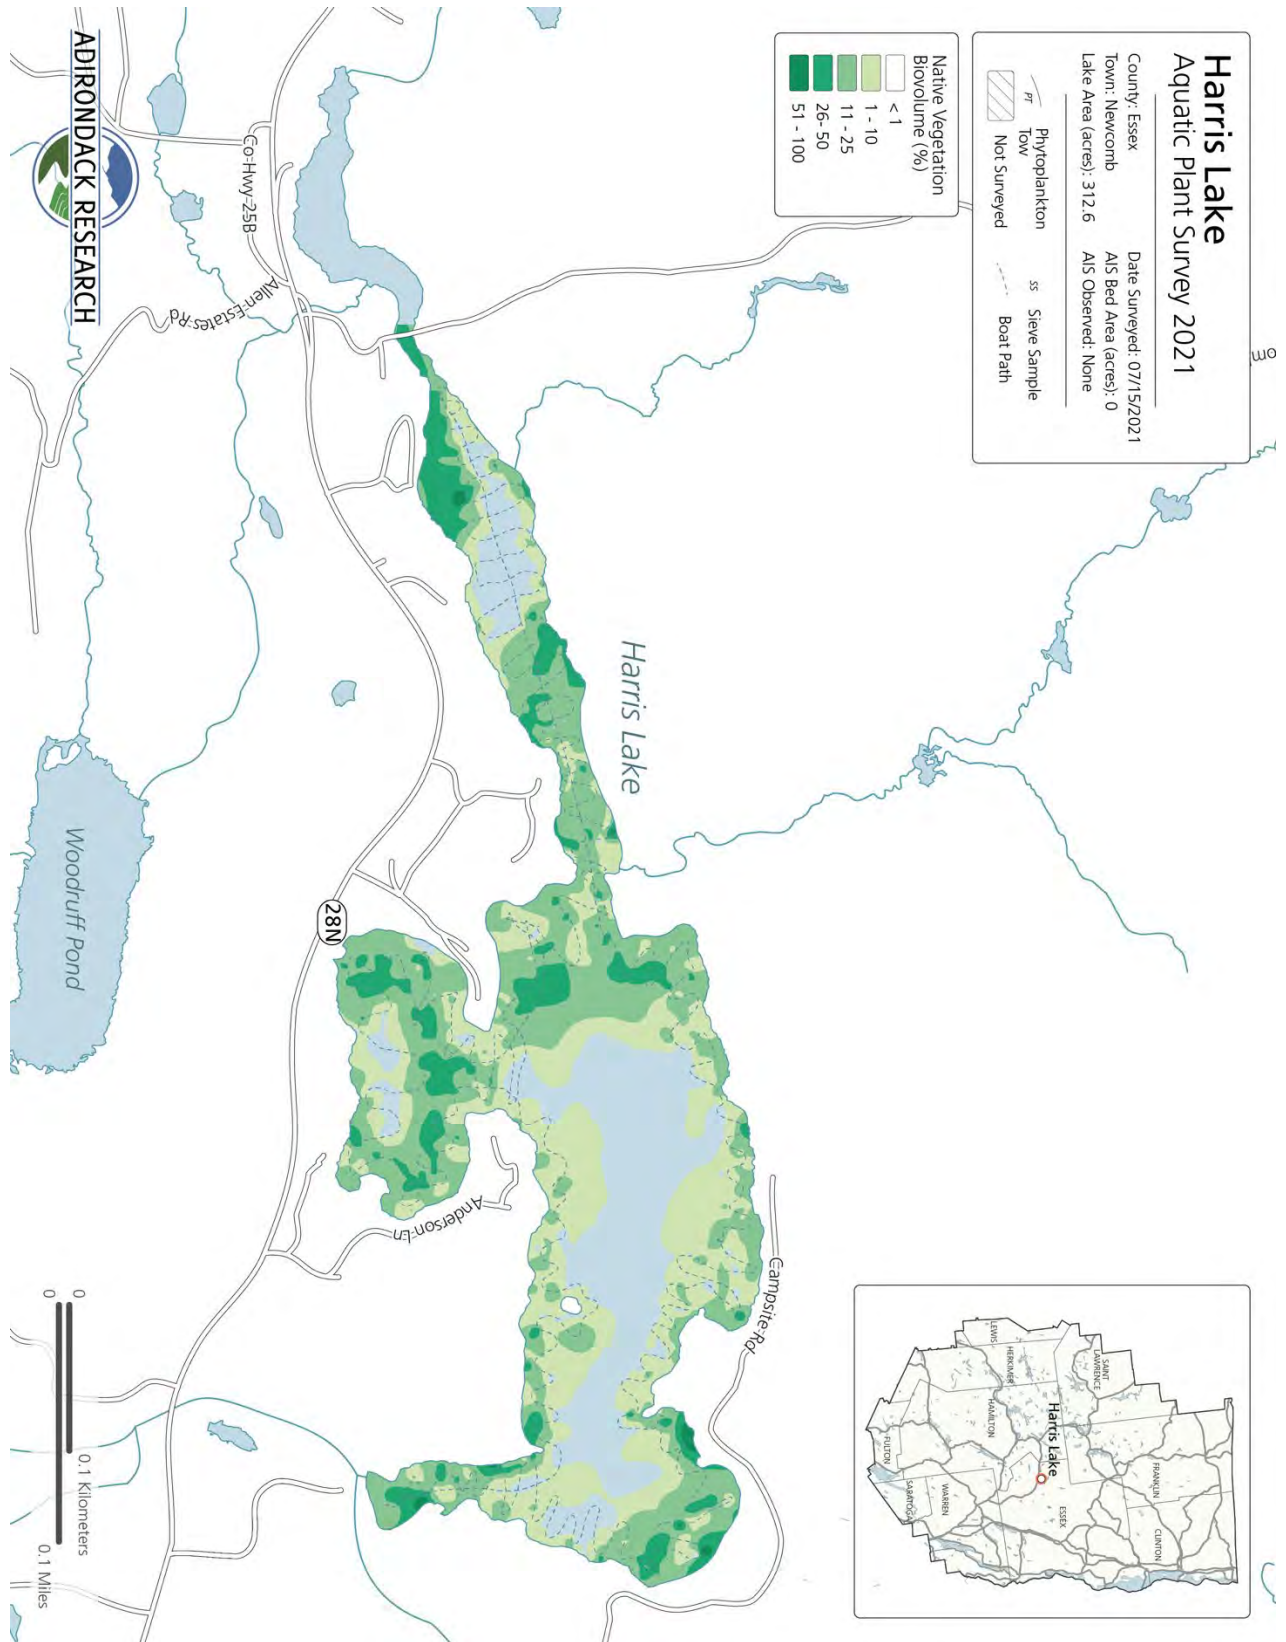 Harris Lake
Aquatic Plant Survey 2021
County: Essex
Town: Newcomb
Lake Area (acres): 312.6
Date Surveyed: 07/15/2021
AIS Bed Area (acres): 0
AIS Observed: None
PT
Phytoplankton
Tow
Not Surveyed
ss
Sieve Sample
Boat Path
Native Vegetation
Biovolume (%)
< 1
1 - 10
11 - 25
26- 50
51 - 100
Harris Lake
Woodruff Pond
Co-Hwy-25B
Allen-Estates-Rd
28N
Anderson-Ln
Campsite-Rd
SAINT
LAWRENCE
FRANKLIN
CLINTON
LEWIS
HERKIMER
HAMILTON
Harris Lake
ESSEX
WARREN
FULTON
SARATOGA
ADIRONDACK RESEARCH
0
0.1 Kilometers
0
0.1 Miles